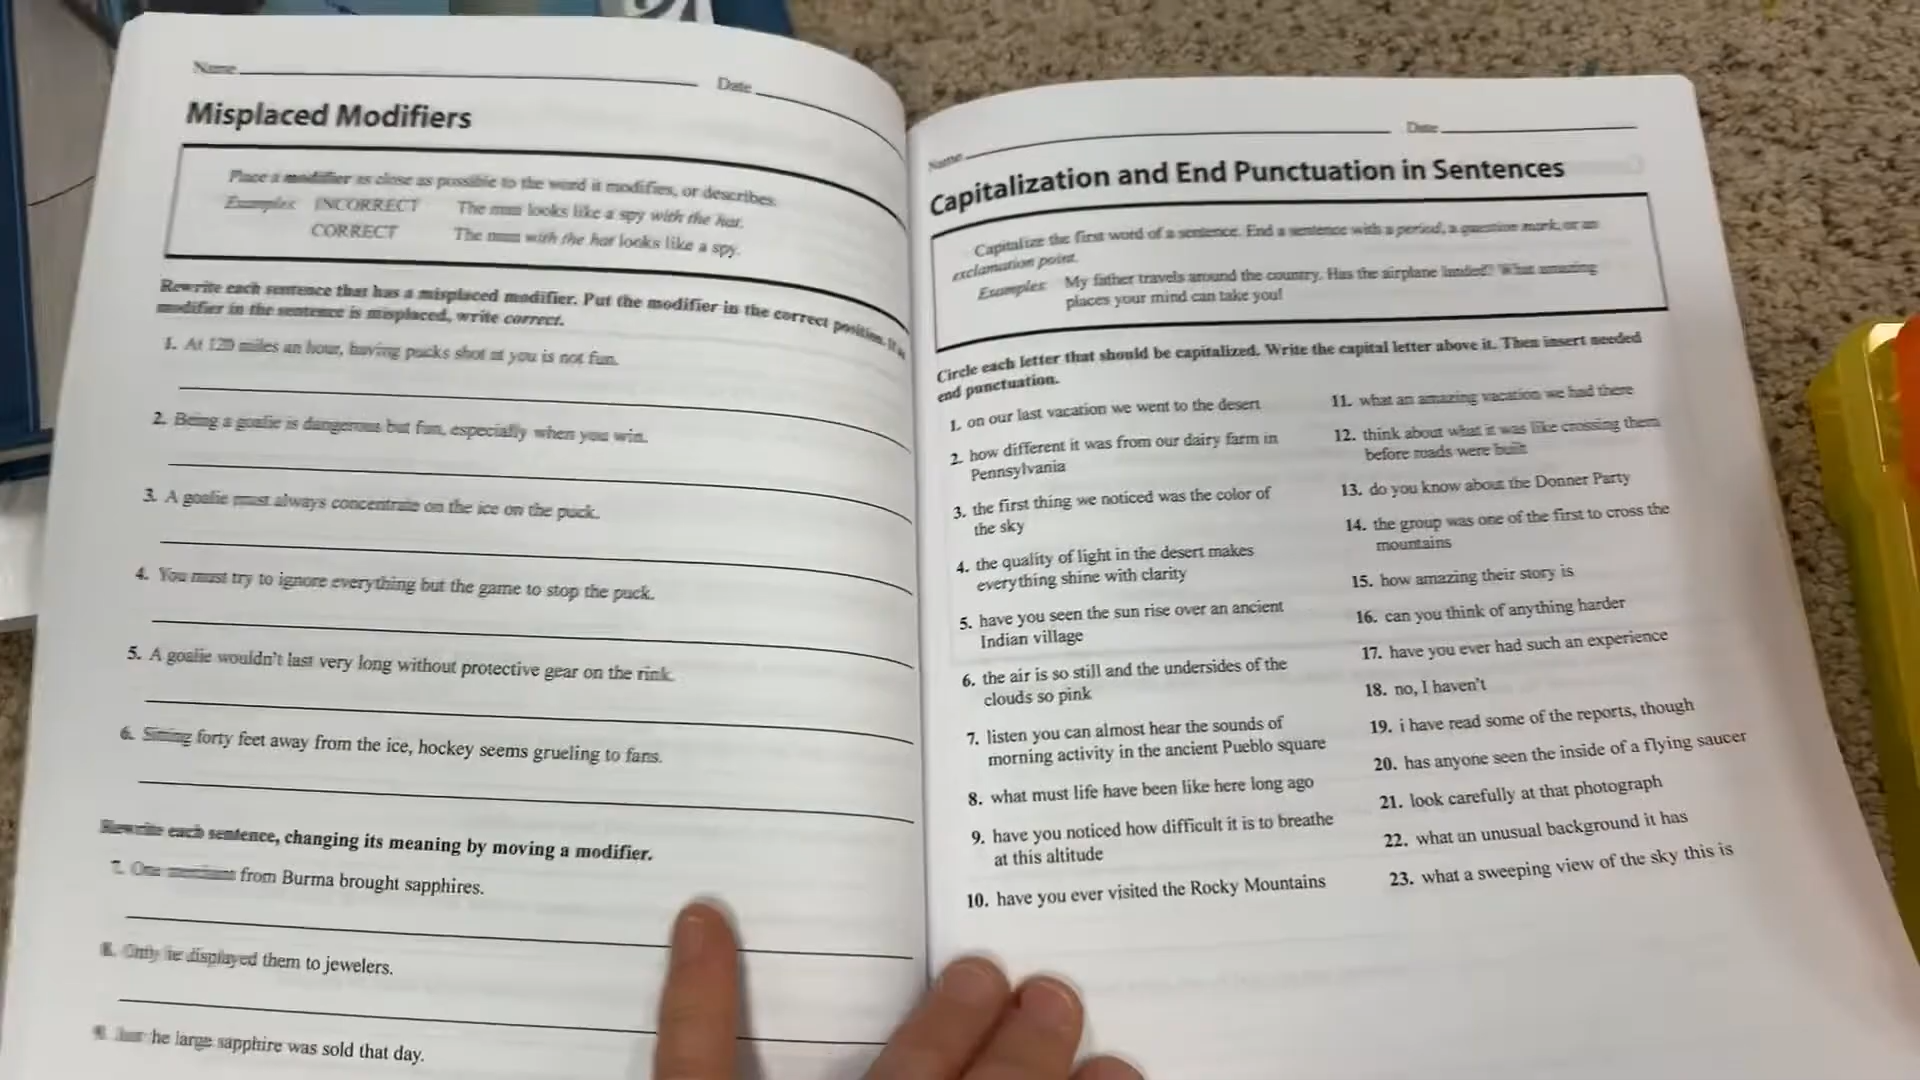 Name Date
Misplaced Modifiers
Place a modifier as close as possible to the word it modifies, or describes.
Examples INCORRECT The man looks like a spy with the hat.
CORRECT The man with the hat looks like a spy.
Rewrite each sentence that has a misplaced modifier. Put the modifier in the correct position. If
modifier in the sentence is misplaced, write correct.
1. At 120 miles an hour, having pucks shot at you is not fun.
2. Being a goalie is dangerous but fun, especially when you win.
3. A goalie must always concentrate on the ice on the puck.
4. You must try to ignore everything but the game to stop the puck.
5. A goalie wouldn't last very long without protective gear on the rink.
6. Sitting forty feet away from the ice, hockey seems grueling to fans.
Rewrite each sentence, changing its meaning by moving a modifier.
7. One from Burma brought sapphires.
8. Only he displayed them to jewelers.
he large sapphire was sold that day.
Name Date
Capitalization and End Punctuation in Sentences
Capitalize the first word of a sentence. End a sentence with a period, a question mark, or an
exclamation point.
Examples: My father travels around the country. Has the airplane landed? What amazing
places your mind can take you!
Circle each letter that should be capitalized. Write the capital letter above it. Then insert needed
end punctuation.
1. on our last vacation we went to the desert
2. how different it was from our dairy farm in
Pennsylvania
3. the first thing we noticed was the color of
the sky
4. the quality of light in the desert makes
everything shine with clarity
5. have you seen the sun rise over an ancient
Indian village
6. the air is so still and the undersides of the
clouds so pink
7. listen you can almost hear the sounds of
morning activity in the ancient Pueblo square
8. what must life have been like here long ago
9. have you noticed how difficult it is to breathe
at this altitude
10. have you ever visited the Rocky Mountains
11. what an amazing vacation we had there
12. think about what it was like crossing them
before roads were built
13. do you know about the Donner Party
14. the group was one of the first to cross the
mountains
15. how amazing their story is
16. can you think of anything harder
17. have you ever had such an experience
18. no, I haven't
19. i have read some of the reports, though
20. has anyone seen the inside of a flying saucer
21. look carefully at that photograph
22. what an unusual background it has
23. what a sweeping view of the sky this is